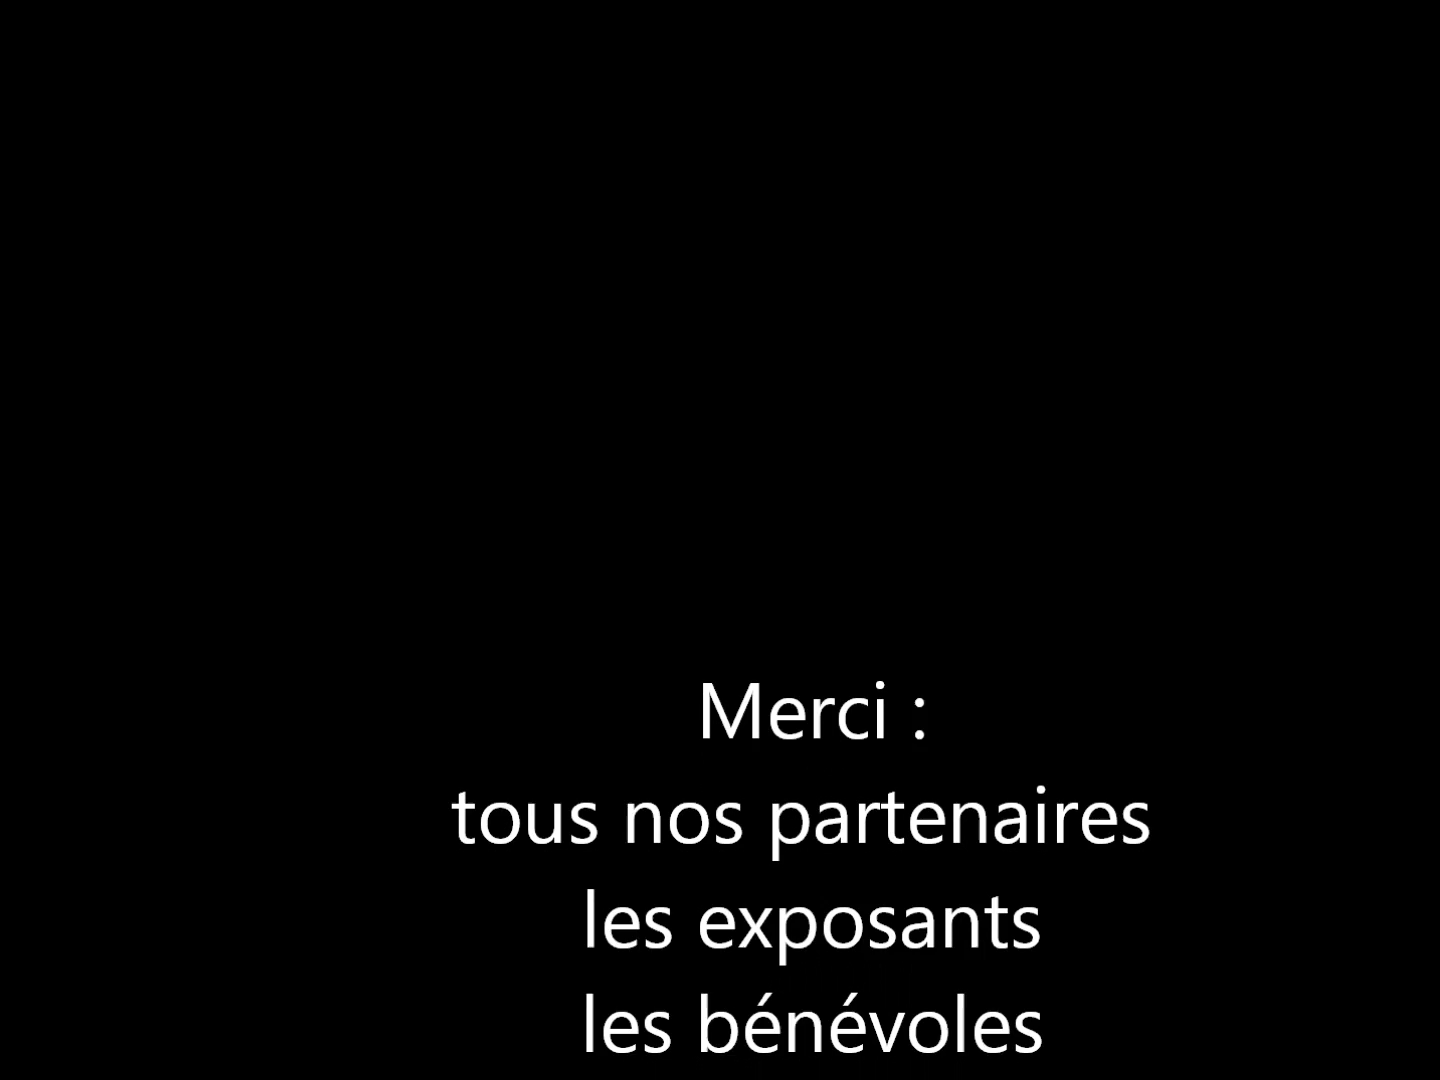 Merci :
tous nos partenaires
les exposants
les bénévoles